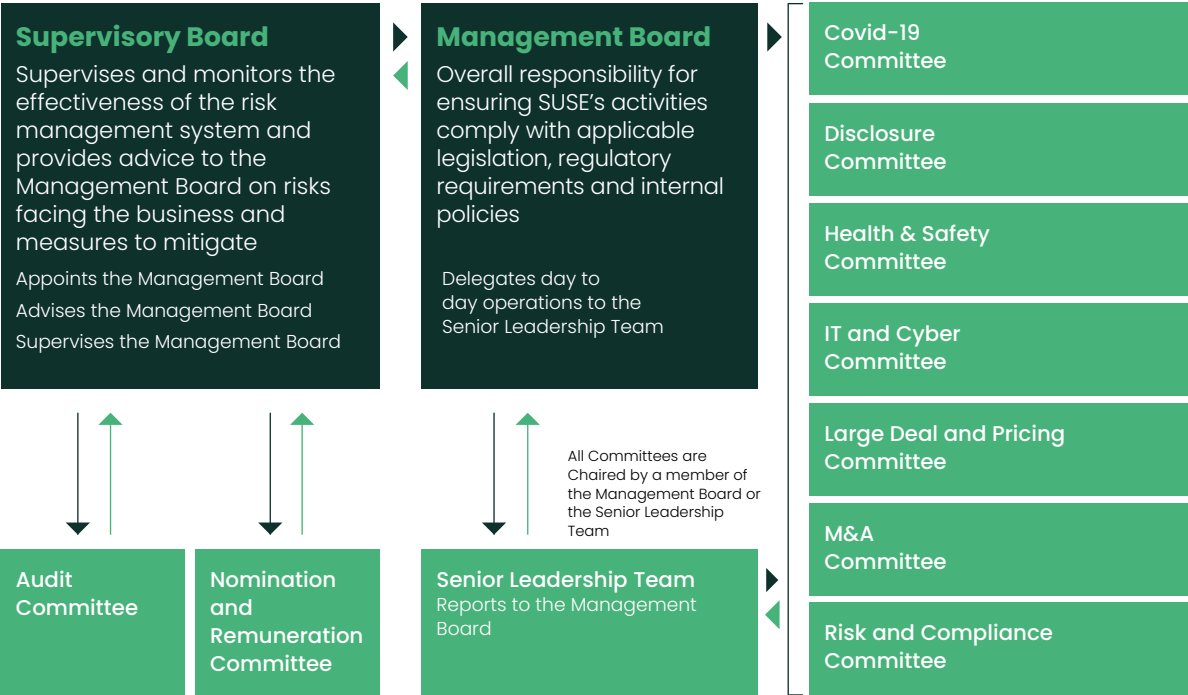 Supervisory Board
Supervises and monitors the
effectiveness of the risk
management system and
provides advice to the
Management Board on risks
facing the business and
measures to mitigate
Appoints the Management Board
Advises the Management Board
Supervises the Management Board
Management Board
Overall responsibility for
ensuring SUSE’s activities
comply with applicable
legislation, regulatory
requirements and internal
policies
Delegates day to
day operations to the
Senior Leadership Team
All Committees are
Chaired by a member of
the Management Board or
the Senior Leadership
Team
Audit
Committee
Nomination
and
Remuneration
Committee
Senior Leadership Team
Reports to the Management
Board
Covid-19
Committee
Disclosure
Committee
Health & Safety
Committee
IT and Cyber
Committee
Large Deal and Pricing
Committee
M&A
Committee
Risk and Compliance
Committee